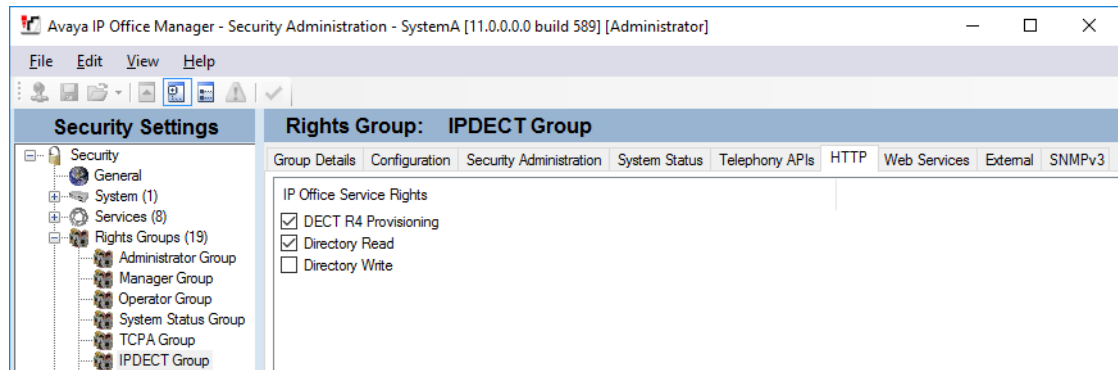 Avaya IP Office Manager - Security Administration - SystemA [11.0.0.0.0 build 589] [Administrator]
File Edit View Help
Security Settings
Rights Group: IPDECT Group
Security
General
System (1)
Services (8)
Rights Groups (19)
Administrator Group
Manager Group
Operator Group
System Status Group
TCPA Group
IPDECT Group
Group Details Configuration Security Administration System Status Telephony APIs HTTP Web Services External SNMPv3
IP Office Service Rights
DECT R4 Provisioning
Directory Read
Directory Write